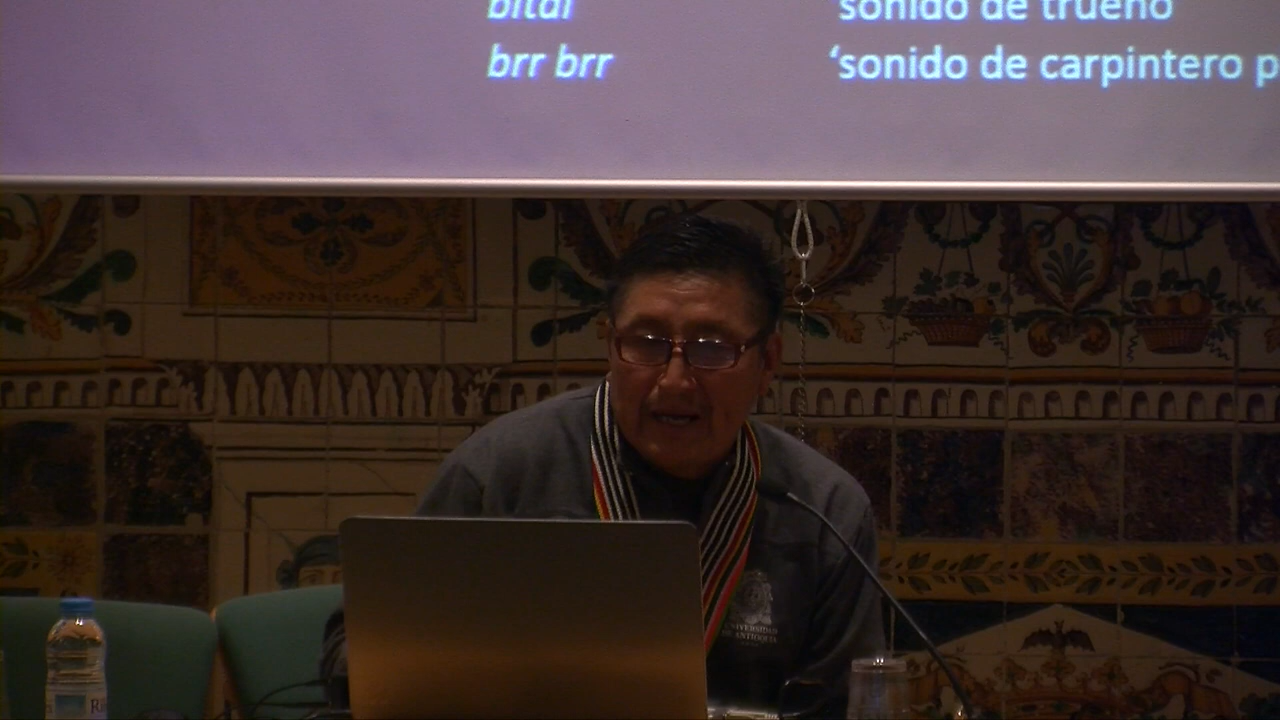 bitai 'sonido de trueno
brr brr 'sonido de carpintero p
UNIVERSIDAD
DE ANTIOQUIA
R